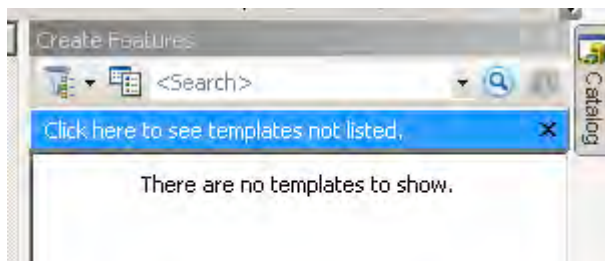 Create Features
<Search>
Click here to see templates not listed.
There are no templates to show.
Catalog